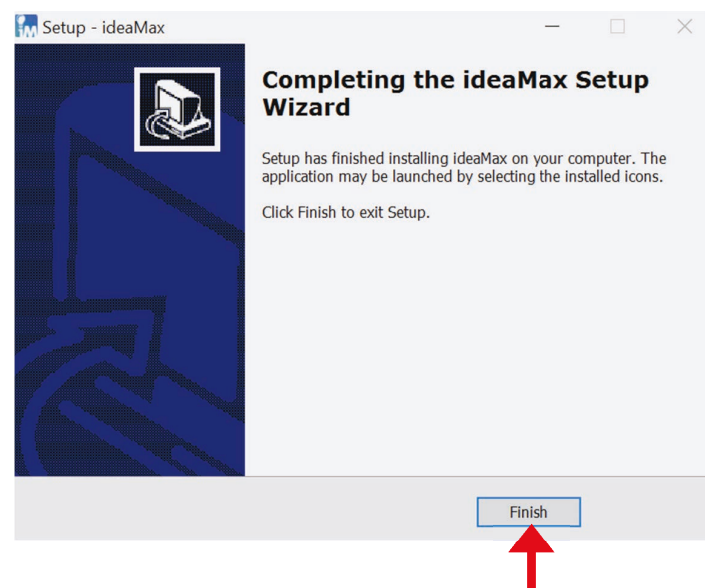 iM Setup - ideaMax
Completing the ideaMax Setup
Wizard
Setup has finished installing ideaMax on your computer. The
application may be launched by selecting the installed icons.
Click Finish to exit Setup.
Finish